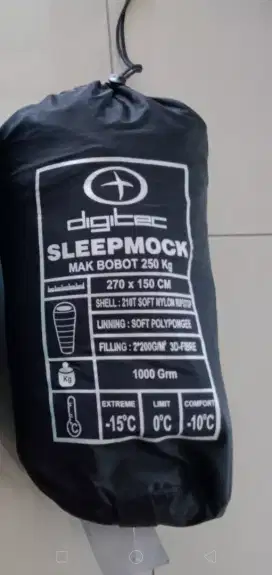 digitec
SLEEPMOCK
MAK BOBOT 250 Kg
270 x 150 CM
SHELL : 210T SOFT NYLON RIPSTOP
LINNING : SOFT POLYPONGEE
FILLING : 2*200G/M² 3D-FIBRE
Kg
1000 Grm
°C
EXTREME
-15°C
LIMIT
0°C
COMFORT
-10°C